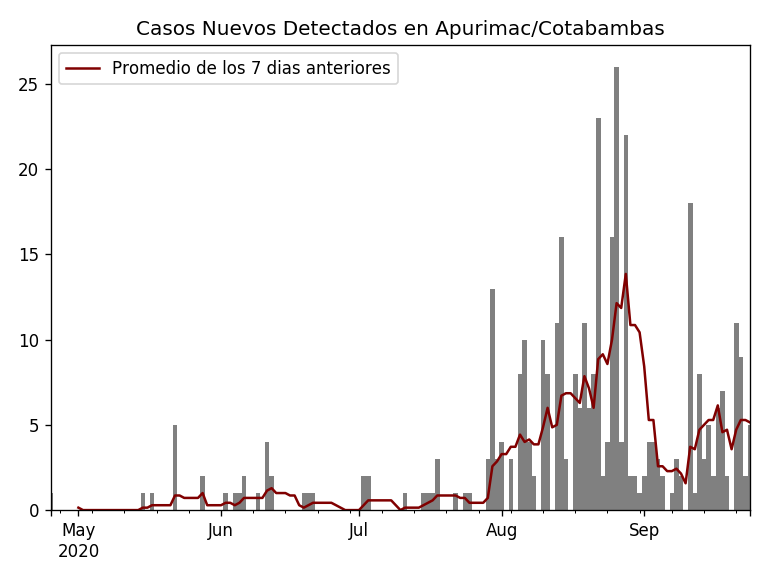 Casos Nuevos Detectados en Apurimac/Cotabambas
Promedio de los 7 dias anteriores
25
20
15
10
5
0
May Jun Jul Aug Sep
2020